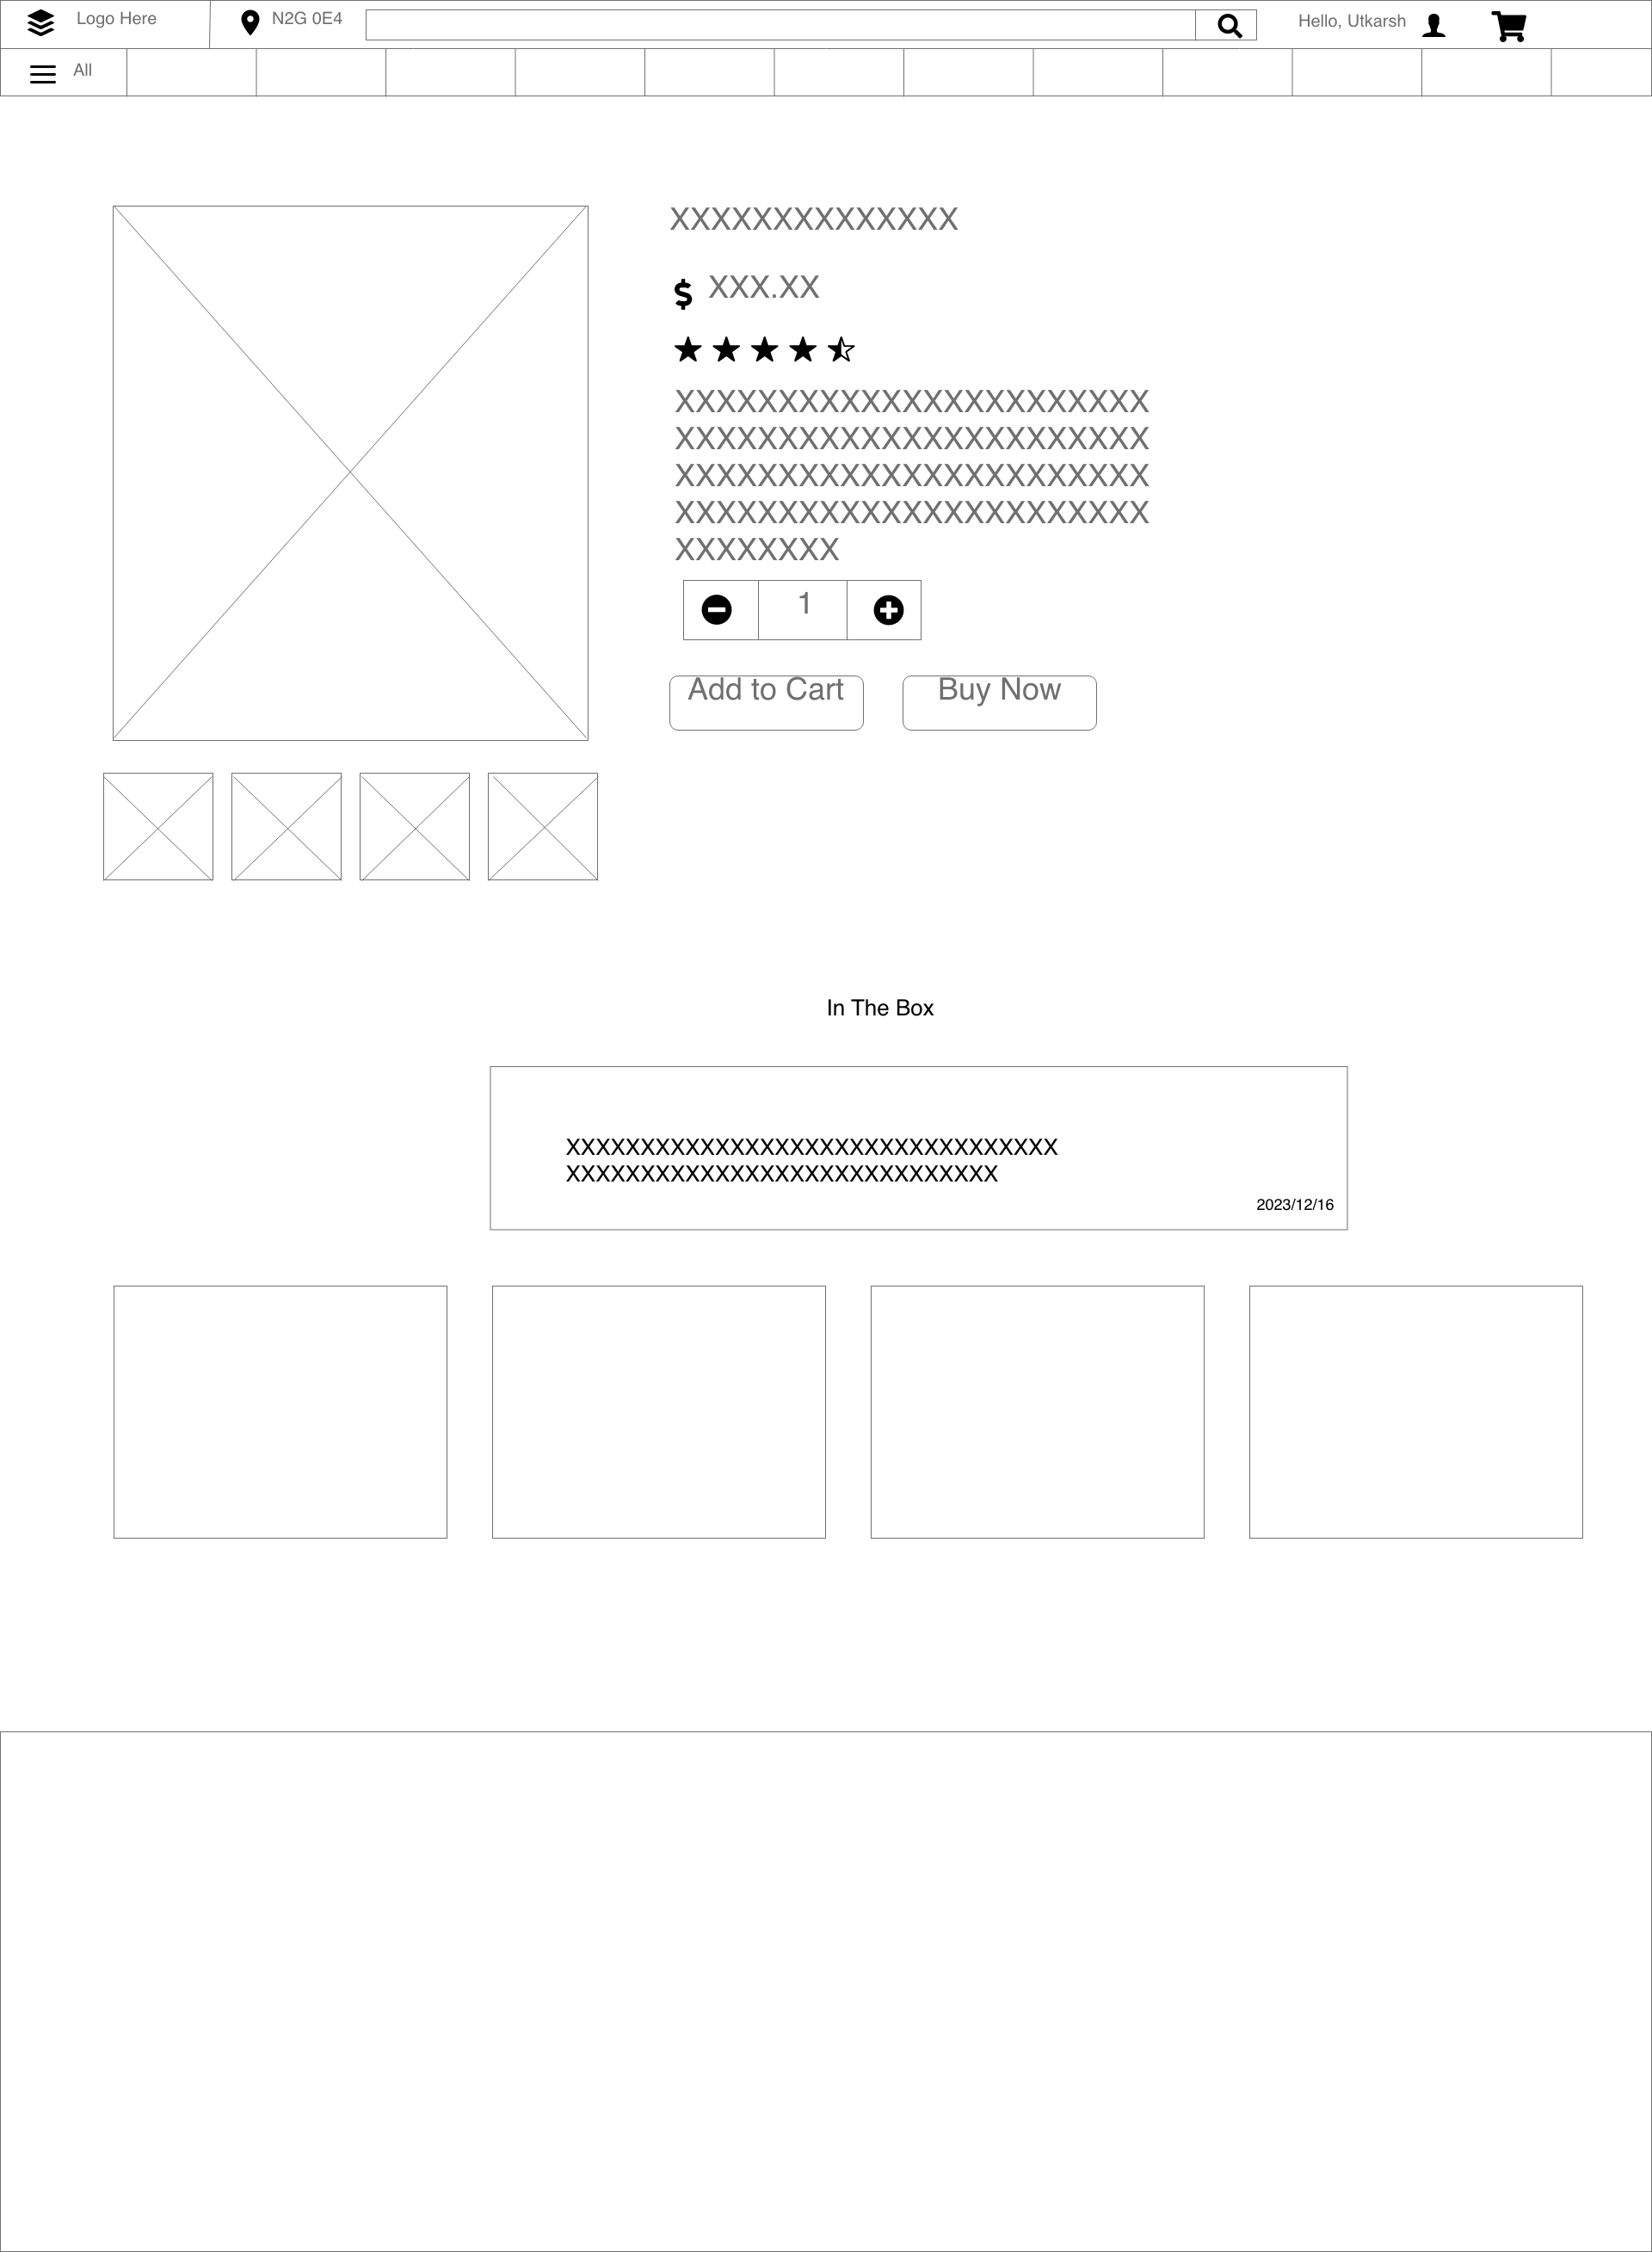 Logo Here
N2G 0E4
Hello, Utkarsh
All
XXXXXXXXXXXXXX
$ XXX.XX
XXXXXXXXXXXXXXXXXXXXXXX
XXXXXXXXXXXXXXXXXXXXXXX
XXXXXXXXXXXXXXXXXXXXXXX
XXXXXXXXXXXXXXXXXXXXXXX
XXXXXXXX
1
Add to Cart
Buy Now
In The Box
XXXXXXXXXXXXXXXXXXXXXXXXXXXXXXXXX
XXXXXXXXXXXXXXXXXXXXXXXXXXXXX
2023/12/16